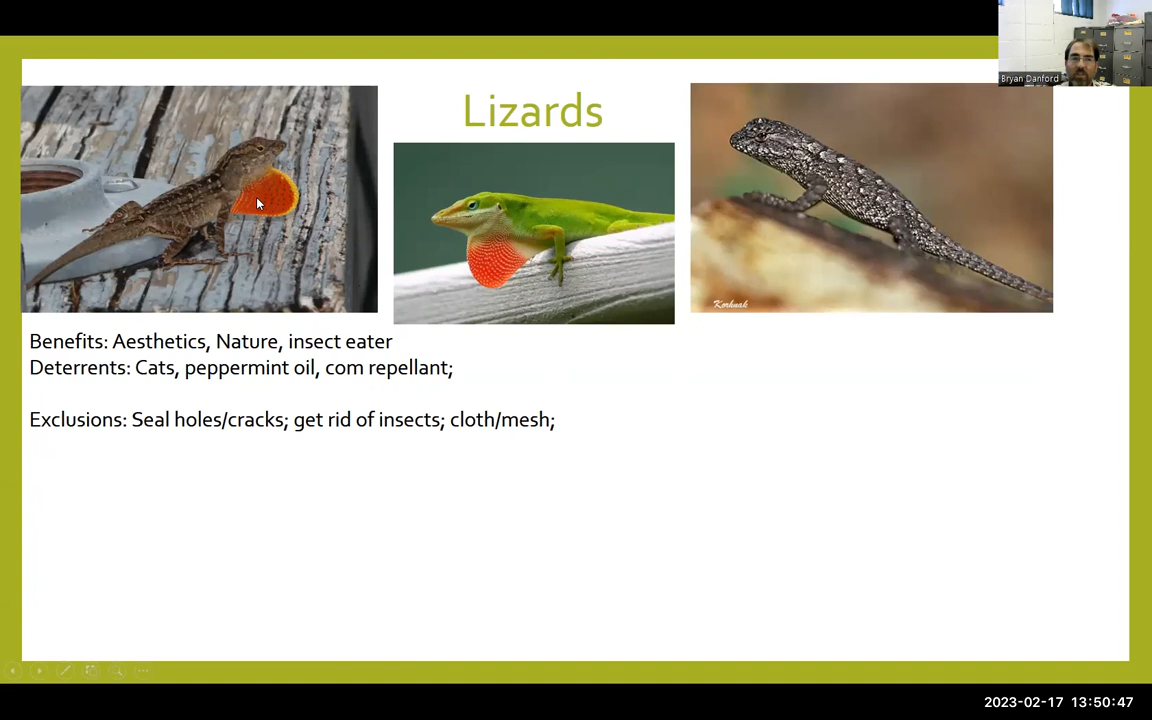 Bryan Danford
Lizards
Korhnak
Benefits: Aesthetics, Nature, insect eater
Deterrents: Cats, peppermint oil, com repellant;
Exclusions: Seal holes/cracks; get rid of insects; cloth/mesh;
2023-02-17 13:50:47